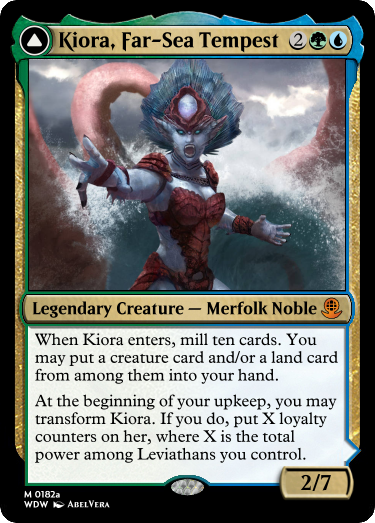 Kiora, Far-Sea Tempest 2
Legendary Creature — Merfolk Noble
When Kiora enters, mill ten cards. You
may put a creature card and/or a land card
from among them into your hand.
At the beginning of your upkeep, you may
transform Kiora. If you do, put X loyalty
counters on her, where X is the total
power among Leviathans you control.
2/7
M 0182a
WDW AbelVera